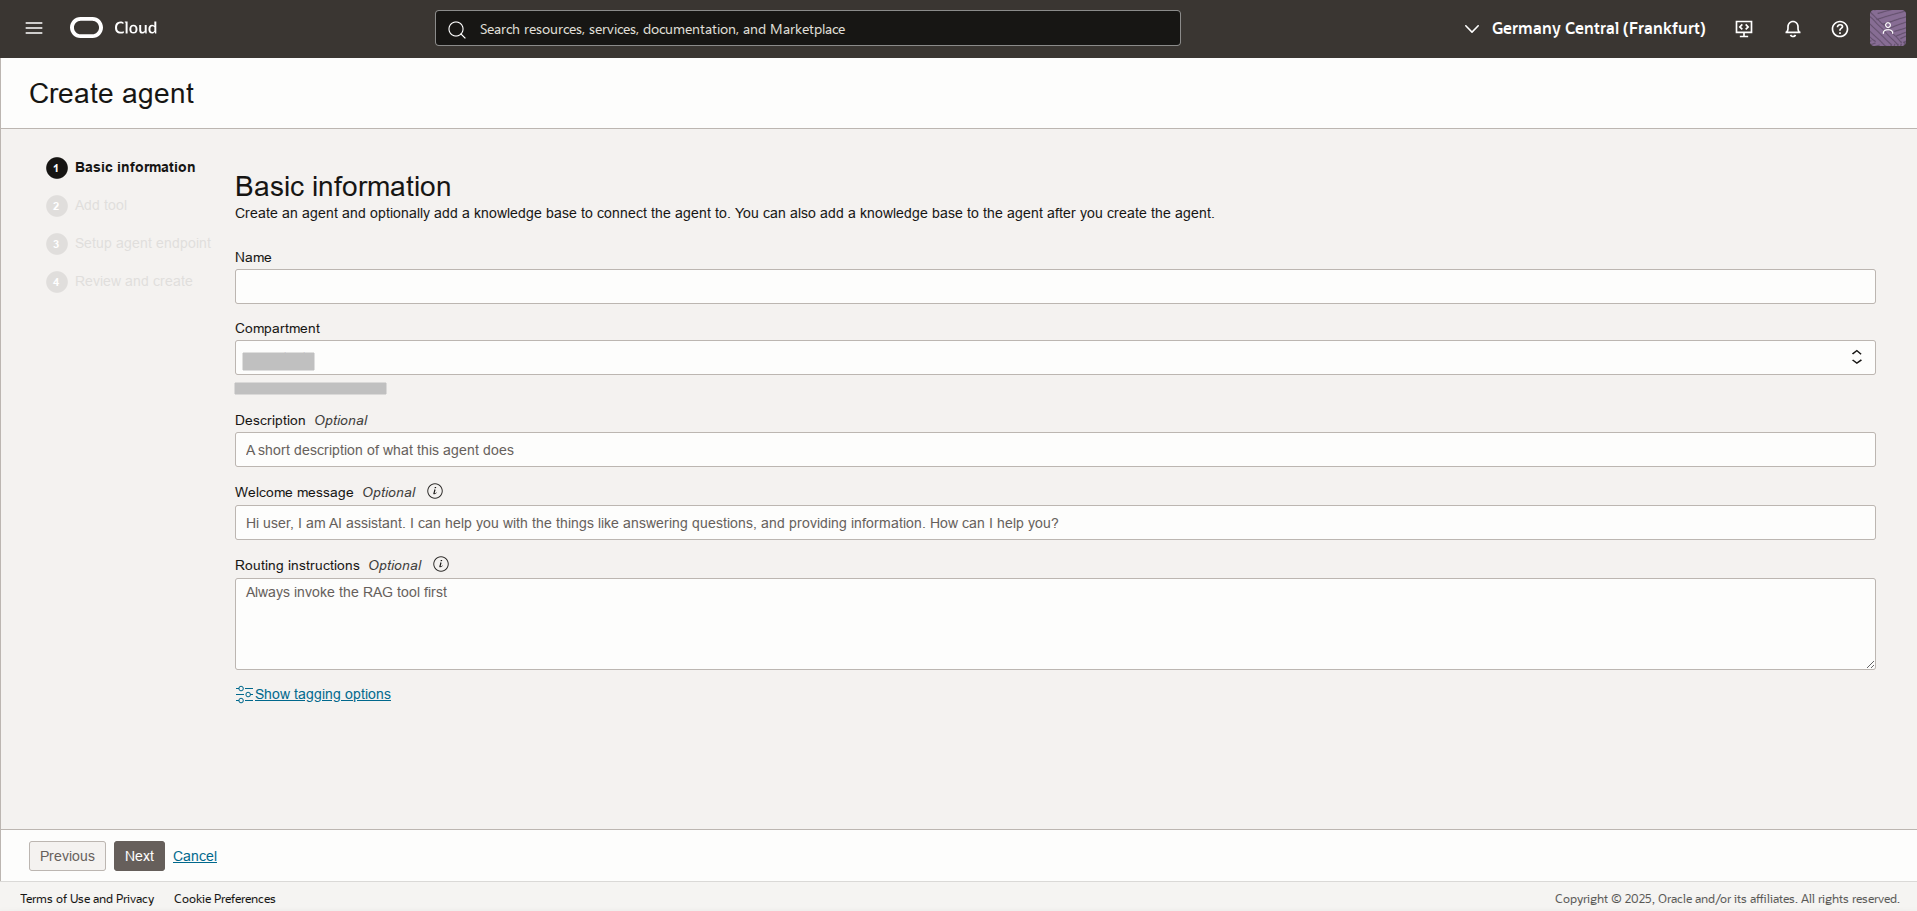 Cloud
Search resources, services, documentation, and Marketplace
Germany Central (Frankfurt)
Create agent
1 Basic information
2 Add tool
3 Setup agent endpoint
4 Review and create
Basic information
Create an agent and optionally add a knowledge base to connect the agent to. You can also add a knowledge base to the agent after you create the agent.
Name
Compartment
Description Optional
A short description of what this agent does
Welcome message Optional
Hi user, I am AI assistant. I can help you with the things like answering questions, and providing information. How can I help you?
Routing instructions Optional
Always invoke the RAG tool first
Show tagging options
Previous Next Cancel
Terms of Use and Privacy Cookie Preferences
Copyright © 2025, Oracle and/or its affiliates. All rights reserved.